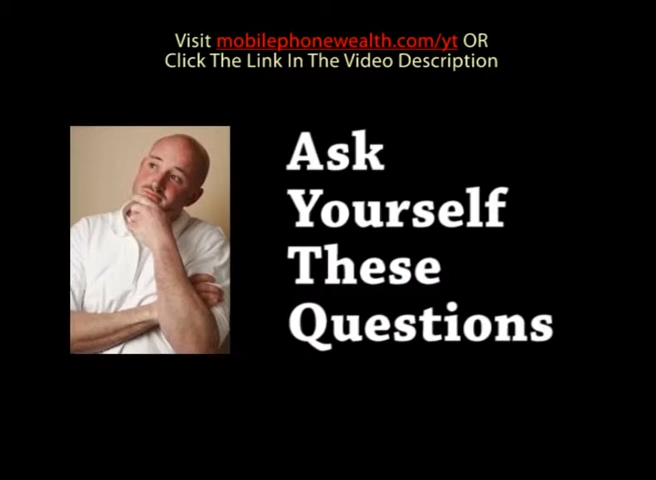 Visit mobilephonewealth.com/yt OR
Click The Link In The Video Description
Ask
Yourself
These
Questions